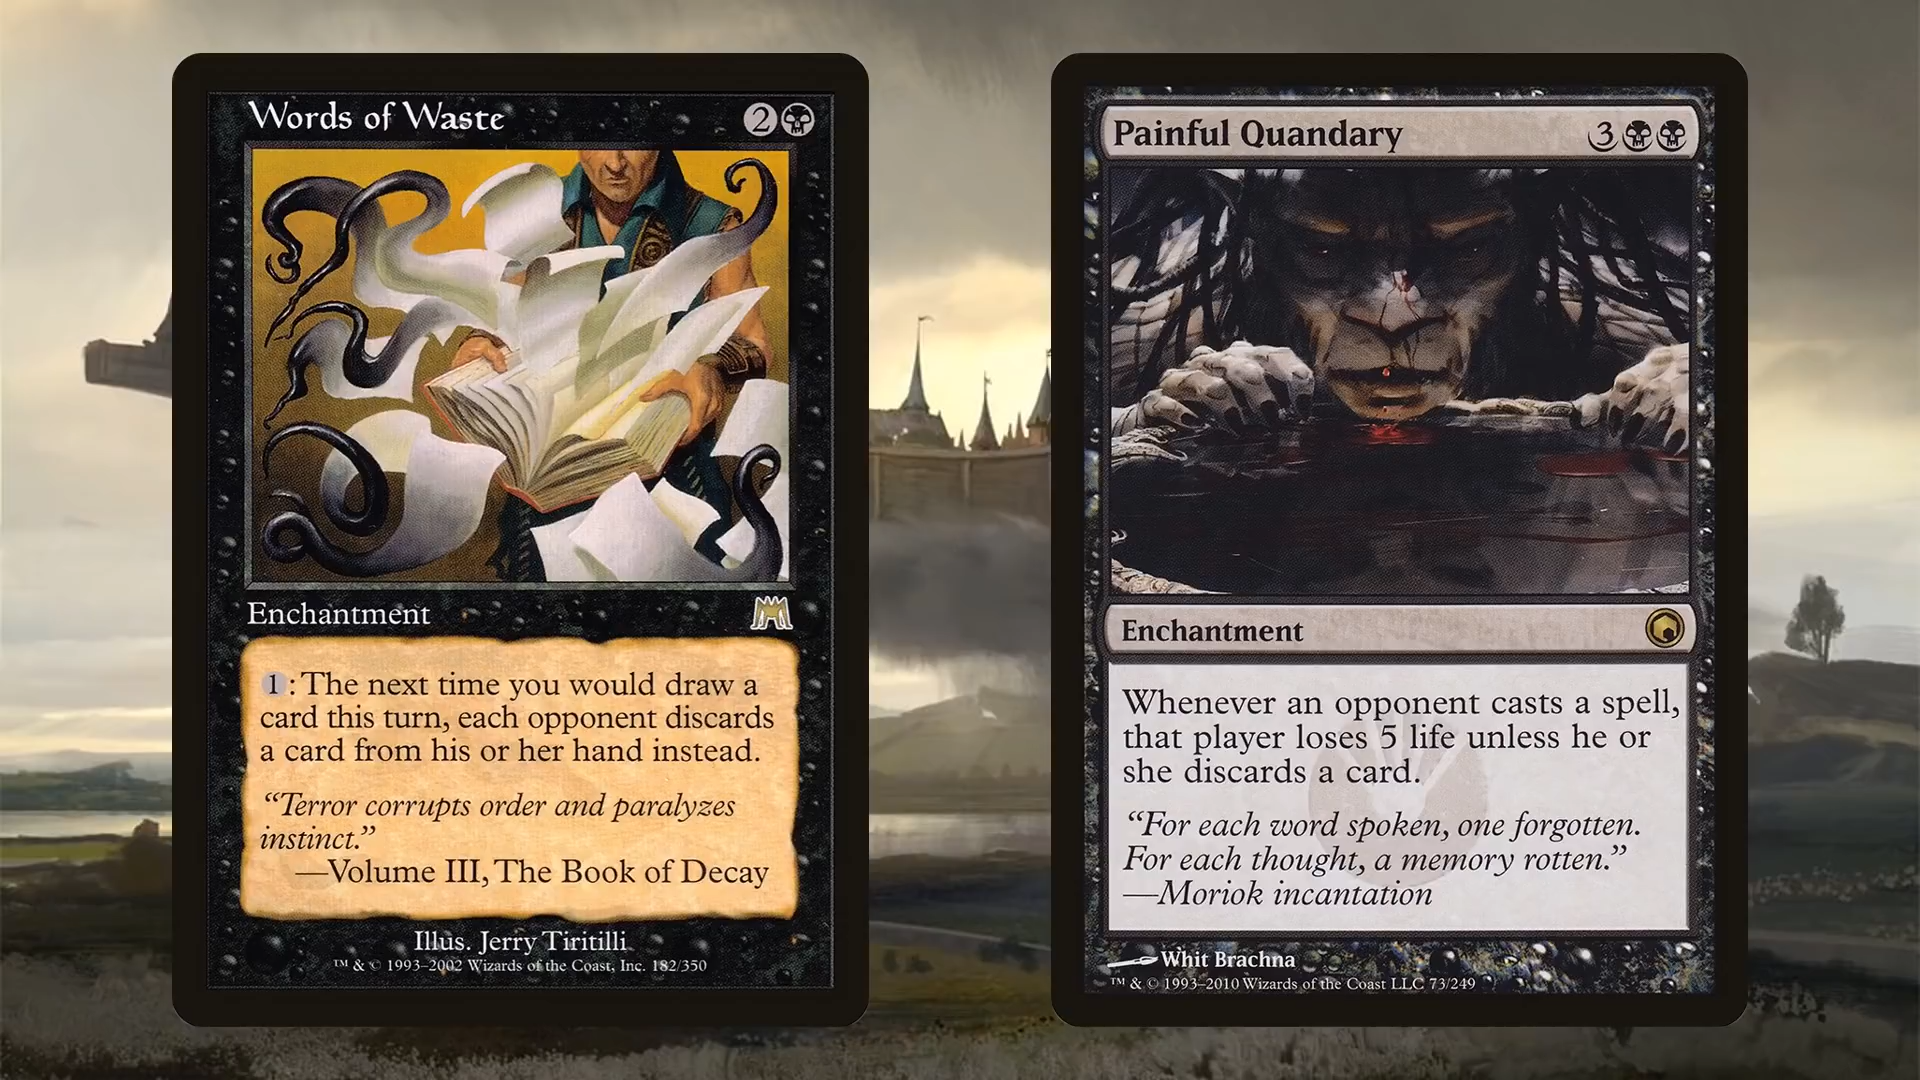 Words of Waste
2
Enchantment
1: The next time you would draw a
card this turn, each opponent discards
a card from his or her hand instead.
“Terror corrupts order and paralyzes
instinct.”
—Volume III, The Book of Decay
Illus. Jerry Tiritilli
™ & © 1993–2002 Wizards of the Coast, Inc. 182/350
Painful Quandary
3
Enchantment
Whenever an opponent casts a spell,
that player loses 5 life unless he or
she discards a card.
“For each word spoken, one forgotten.
For each thought, a memory rotten.”
—Moriok incantation
Whit Brachna
™ & © 1993–2010 Wizards of the Coast LLC 73/249